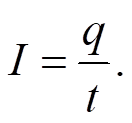 I = q/t.